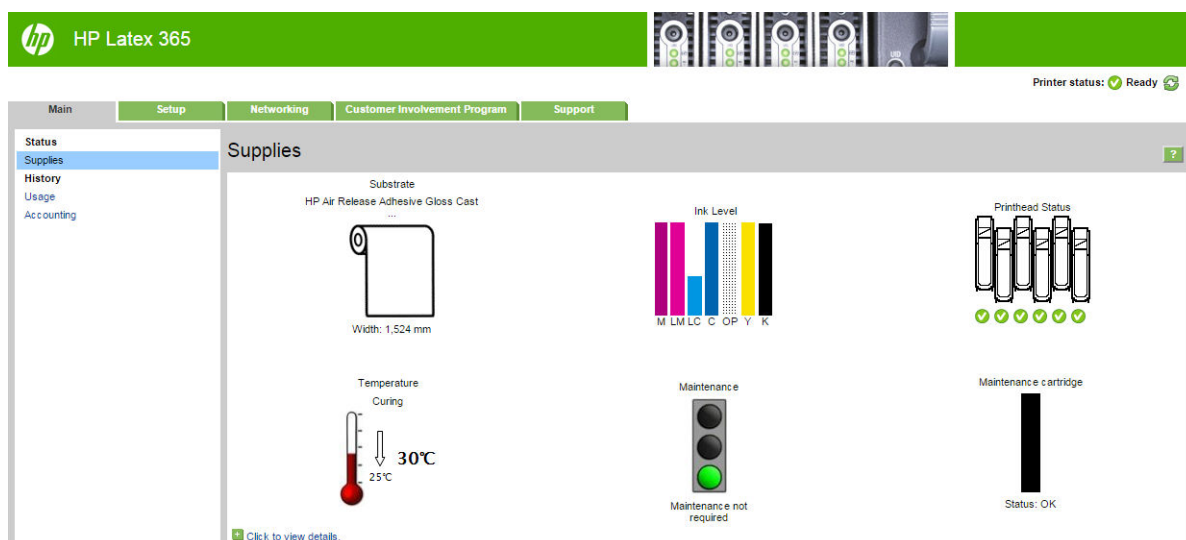 hp HP Latex 365
UID
Printer status: Ready
Main Setup Networking Customer Involvement Program Support
Status
Supplies
History
Usage
Accounting
Supplies
?
Substrate
HP Air Release Adhesive Gloss Cast
...
Width: 1,524 mm
Ink Level
M LM LC C OP Y K
Printhead Status
Temperature
Curing
30°C
25°C
Maintenance
Maintenance not
required
Maintenance cartridge
Status: OK
+ Click to view details.